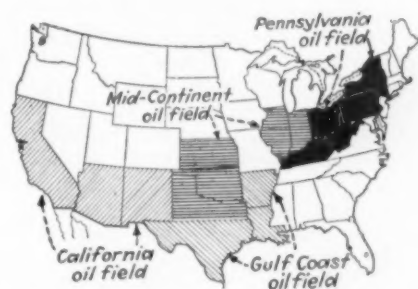 Pennsylvania
oil field
Mid-Continent
oil field
California
oil field
Gulf Coast
oil field